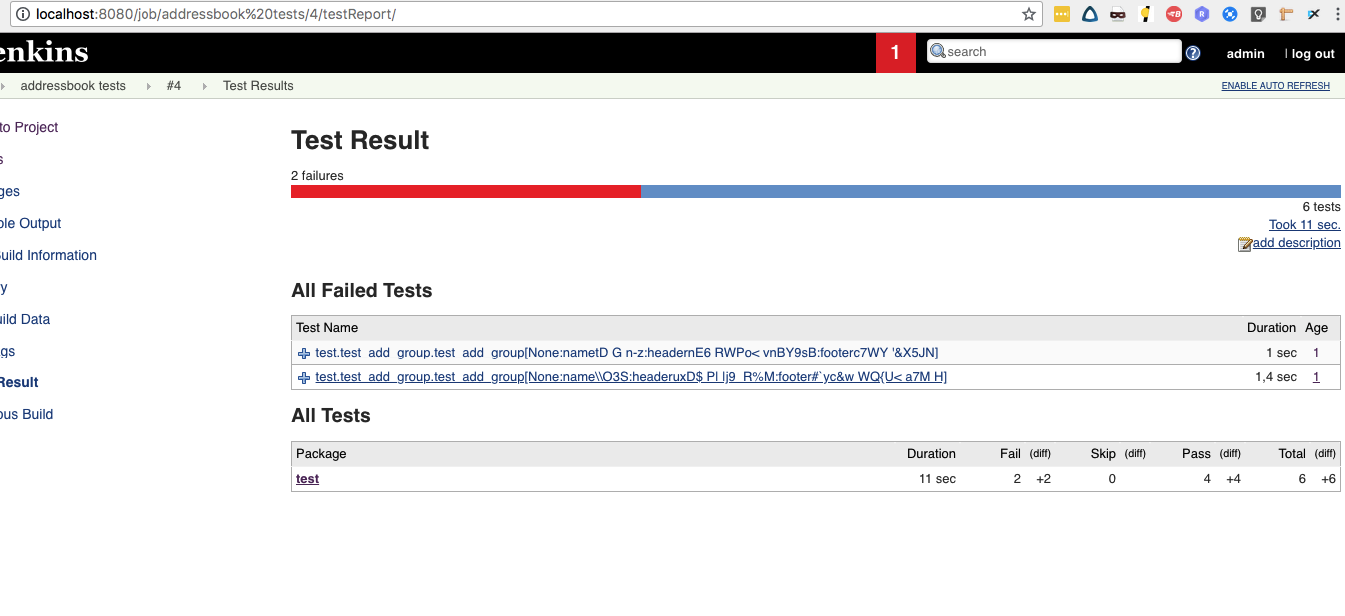 localhost:8080/job/addressbook%20tests/4/testReport/
enkins
1
search
admin
| log out
addressbook tests
#4
Test Results
ENABLE AUTO REFRESH
to Project
s
ges
ole Output
Build Information
y
uild Data
gs
Result
ous Build
Test Result
2 failures
6 tests
Took 11 sec.
add description
All Failed Tests
Test Name Duration Age
test.test_add_group.test_add_group[None:nametD G n-z:headernE6 RWPo< vnBY9sB:footerc7WY '&X5JN] 1 sec 1
test.test_add_group.test_add_group[None:name\\O3S:headeruxD$ PI Ij9_R%M:footer#`yc&w WQ{U< a7M H] 1,4 sec 1
All Tests
Package Duration Fail (diff) Skip (diff) Pass (diff) Total (diff)
test 11 sec 2 +2 0 4 +4 6 +6